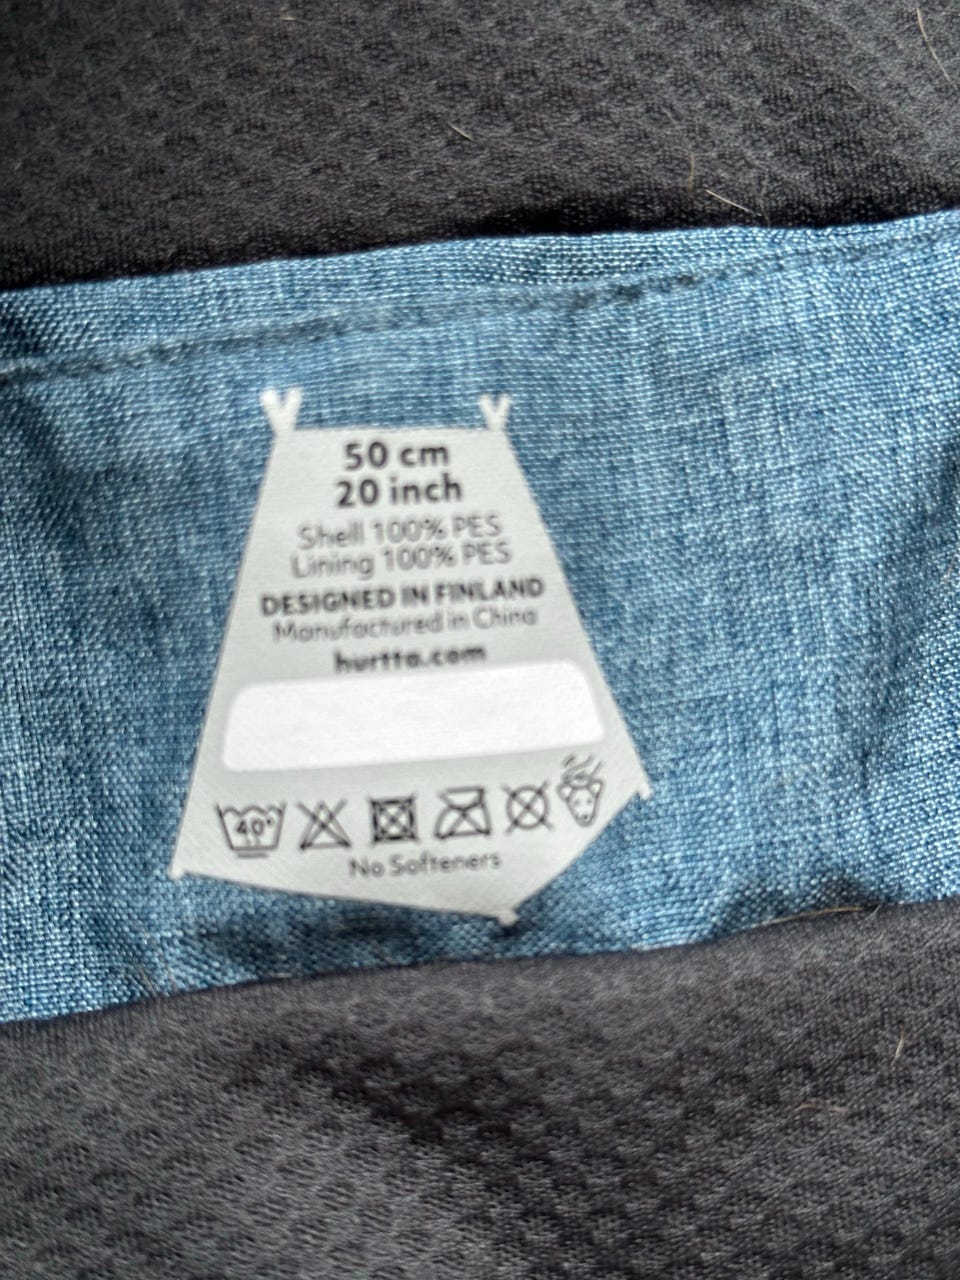 50 cm
20 inch
Shell 100% PES
Lining 100% PES
DESIGNED IN FINLAND
Manufactured in China
hurtta.com
40°
No Softeners